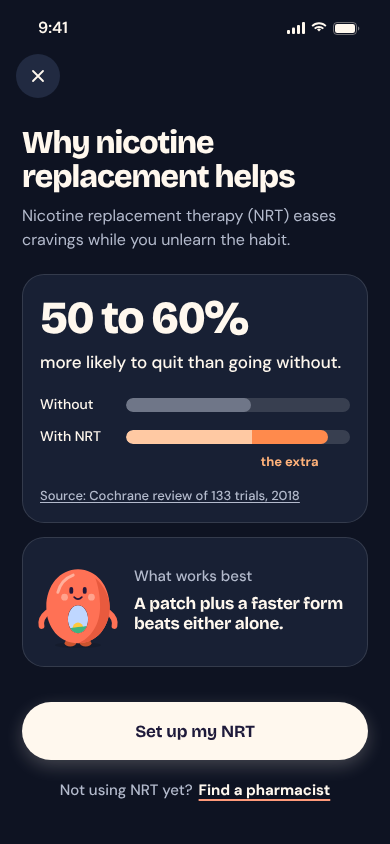 9:41
Why nicotine
replacement helps
Nicotine replacement therapy (NRT) eases
cravings while you unlearn the habit.
50 to 60%
more likely to quit than going without.
Without
With NRT
the extra
Source: Cochrane review of 133 trials, 2018
What works best
A patch plus a faster form
beats either alone.
Set up my NRT
Not using NRT yet? Find a pharmacist